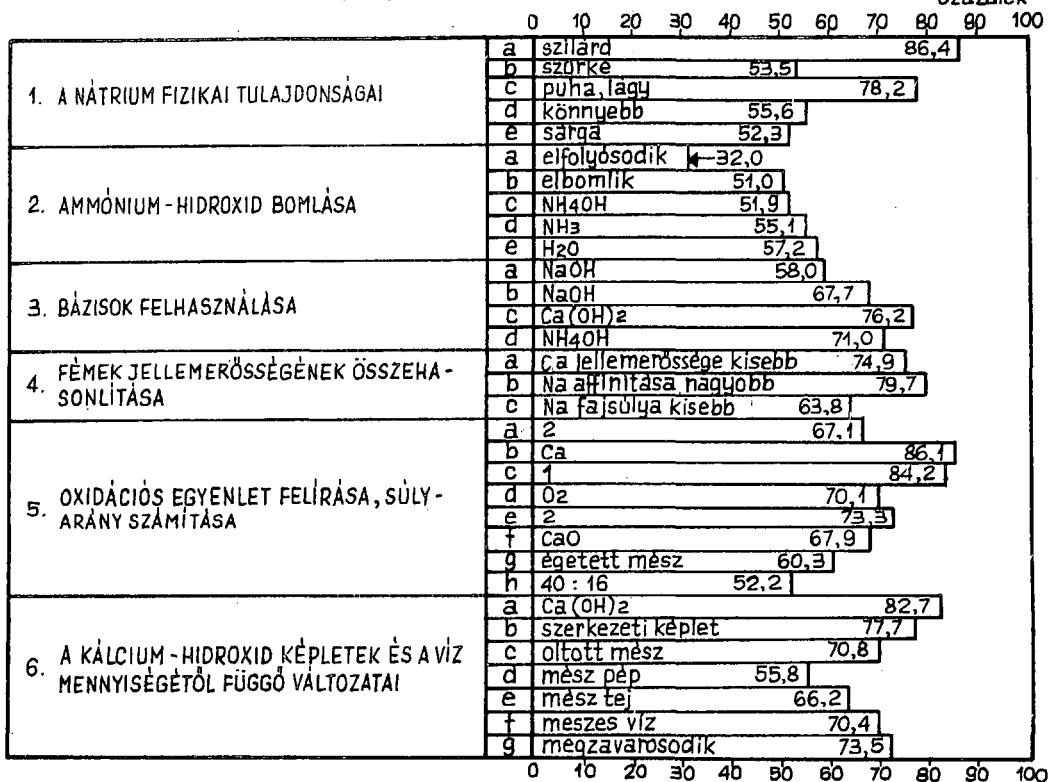 százalék
0 10 20 30 40 50 60 70 80 90 100
1. A NÁTRIUM FIZIKAI TULAJDONSÁGAI
a szilárd 86,4
b szürke 53,5
c puha, lágy 78,2
d könnyebb 55,6
e sárga 52,3
2. AMMÓNIUM-HIDROXID BOMLÁSA
a elfolyósodik 32,0
b elbomlik 51,0
c NH4OH 51,9
d NH3 55,1
e H2O 57,2
3. BÁZISOK FELHASZNÁLÁSA
a NaOH 58,0
b NaOH 67,7
c Ca(OH)2 76,2
d NH4OH 71,0
4. FÉMEK JELLEMERŐSSÉGÉNEK ÖSSZEHA-
SONLÍTÁSA
a Ca jellemerőssége kisebb 74,9
b Na affinitása nagyobb 79,7
c Na fajsúlya kisebb 63,8
5. OXIDÁCIÓS EGYENLET FELÍRÁSA, SÚLY-
ARÁNY SZÁMÍTÁSA
a 2 67,1
b Ca 86,1
c 1 84,2
d O2 70,1
e 2 73,3
f CaO 67,9
g égetett mész 60,3
h 40 : 16 52,2
6. A KÁLCIUM-HIDROXID KÉPLETEK ÉS A VÍZ
MENNYISÉGÉTŐL FÜGGŐ VÁLTOZATAI
a Ca(OH)2 82,7
b szerkezeti képlet 77,7
c oltott mész 70,8
d mész pép 55,8
e mész tej 66,2
f meszes víz 70,4
g megzavarosodik 73,5
0 10 20 30 40 50 60 70 80 90 100